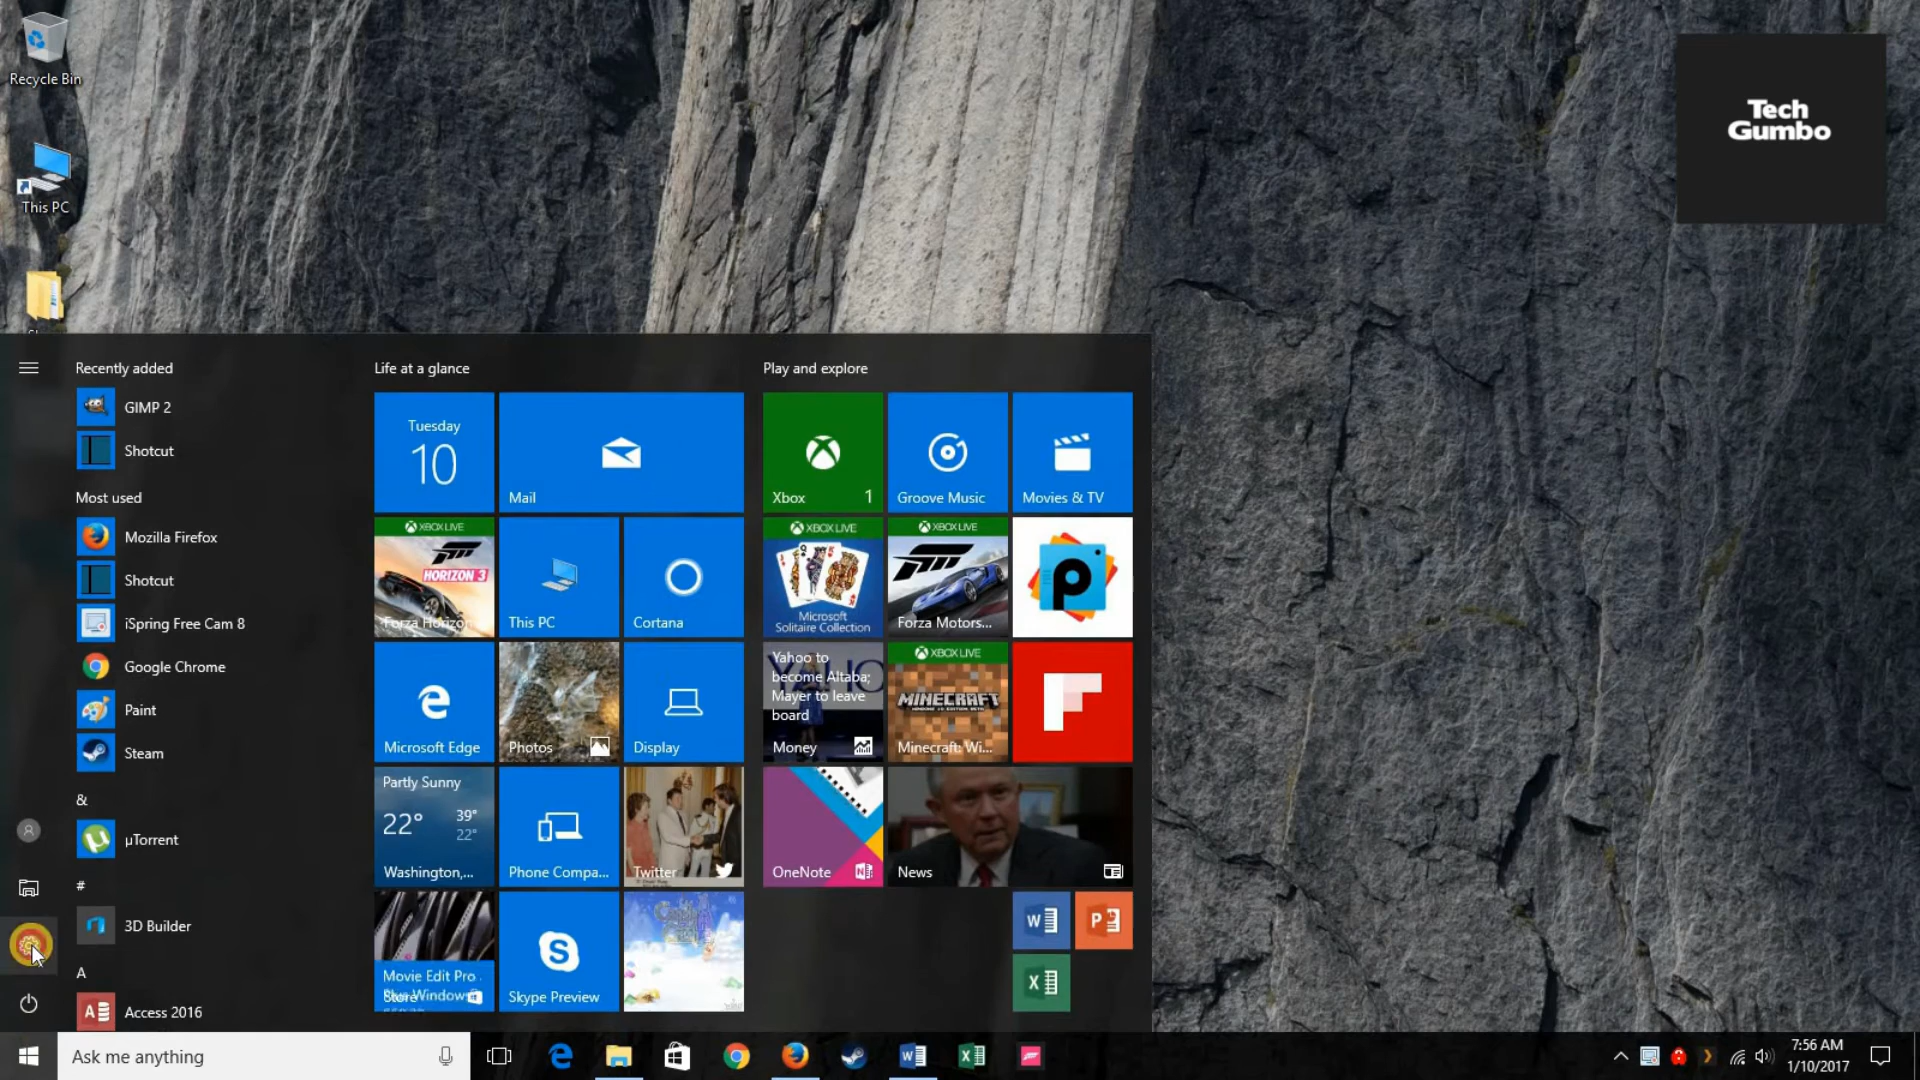 Recycle Bin
This PC
Tech
Gumbo
Recently added
GIMP 2
Shotcut
Most used
Mozilla Firefox
Shotcut
iSpring Free Cam 8
Google Chrome
Paint
Steam
&
µTorrent
#
3D Builder
A
Access 2016
Life at a glance
Tuesday
10
Mail
XBOX LIVE
HORIZON 3
Forza Horizon
This PC
Cortana
Microsoft Edge
Photos
Display
Partly Sunny
22° 39°
22°
Washington,...
Phone Compa...
Twitter
Movie Edit Pro
Store
Skype Preview
Play and explore
Xbox 1
Groove Music
Movies & TV
XBOX LIVE
Microsoft
Solitaire Collection
XBOX LIVE
Forza Motors...
Yahoo to
become Altaba;
Mayer to leave
board
Money
XBOX LIVE
MINECRAFT
Minecraft: Wi...
OneNote
News
Ask me anything
7:56 AM
1/10/2017